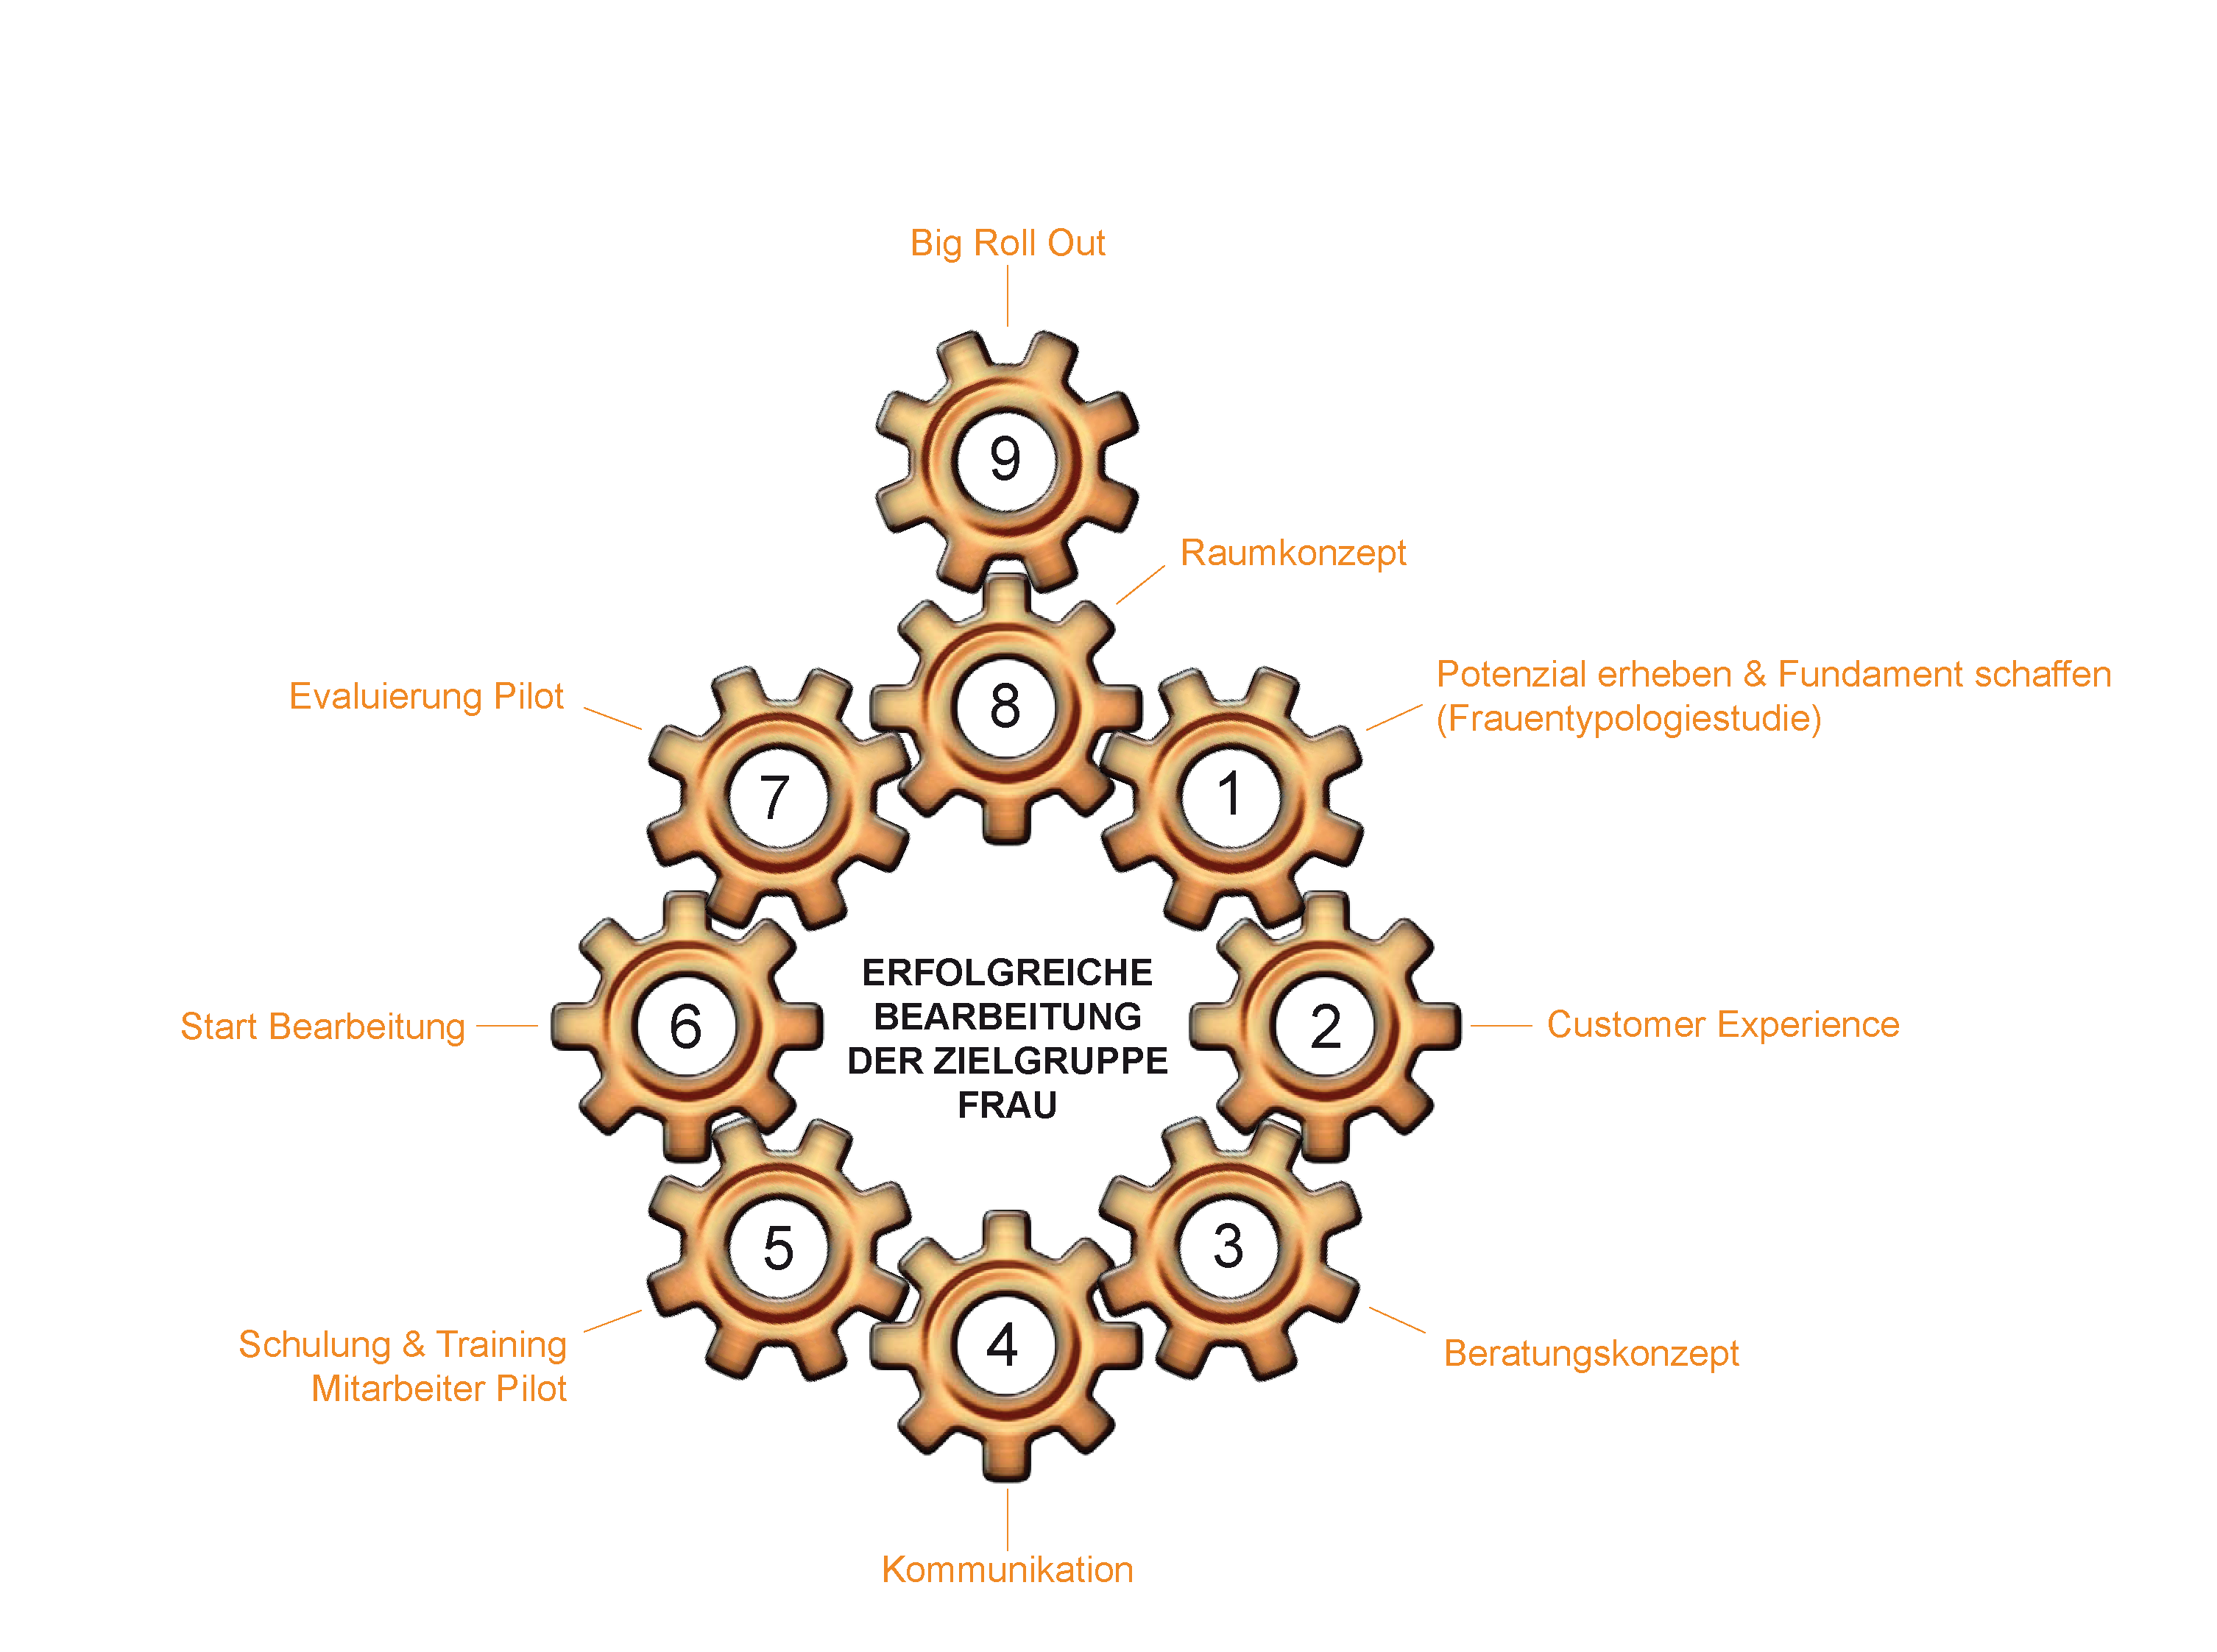 Big Roll Out
9
Raumkonzept
8
Potenzial erheben & Fundament schaffen
(Frauentypologiestudie)
1
Evaluierung Pilot
7
ERFOLGREICHE
BEARBEITUNG
DER ZIELGRUPPE
FRAU
Start Bearbeitung
6
2
Customer Experience
5
3
Schulung & Training
Mitarbeiter Pilot
4
Beratungskonzept
Kommunikation